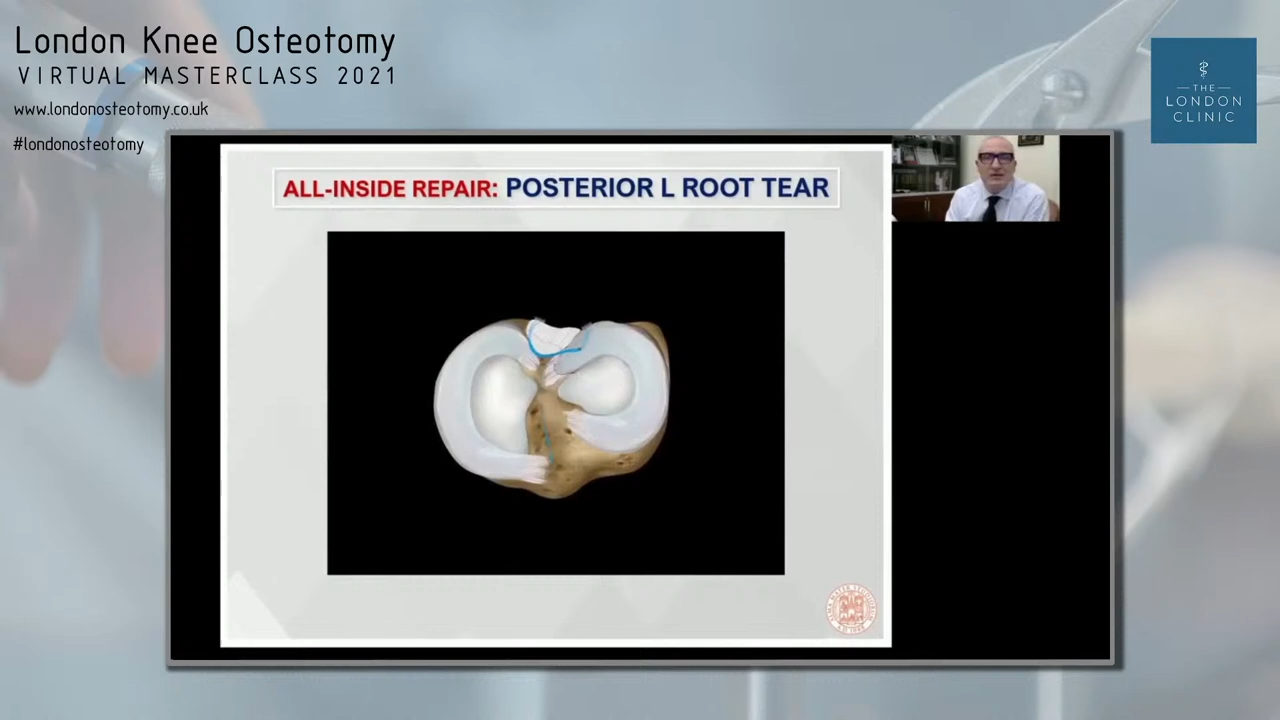 London Knee Osteotomy
VIRTUAL MASTERCLASS 2021
www.londonosteotomy.co.uk
#londonosteotomy
THE
LONDON
CLINIC
ALL-INSIDE REPAIR: POSTERIOR L ROOT TEAR